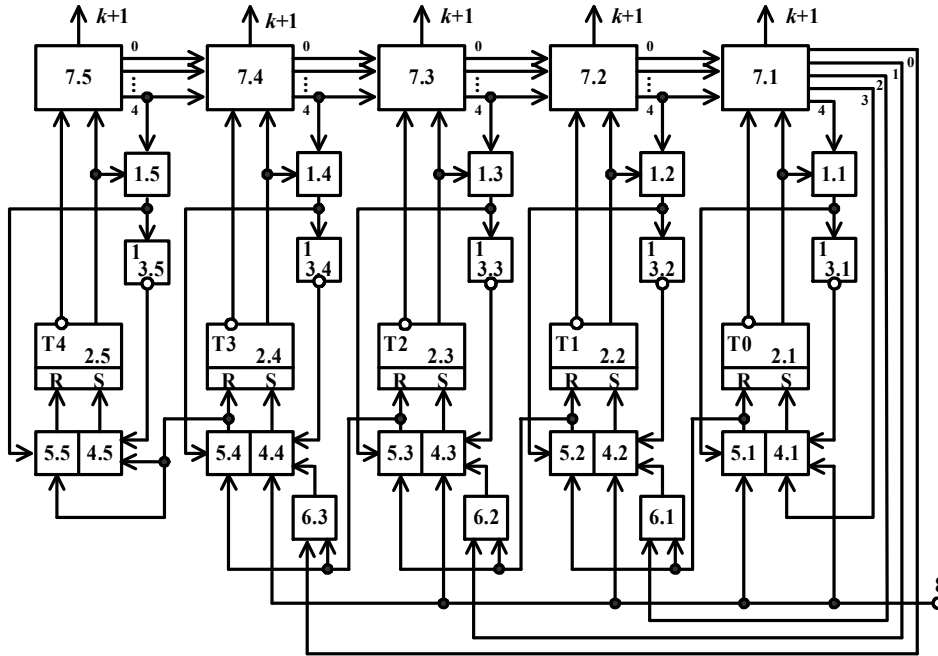 k+1 k+1 k+1 k+1 k+1
7.5 0 ... 4 7.4 0 ... 4 7.3 0 ... 4 7.2 0 ... 4 7.1 0 1 2 3 4
1.5 1.4 1.3 1.2 1.1
1 3.5 1 3.4 1 3.3 1 3.2 1 3.1
T4 2.5 T3 2.4 T2 2.3 T1 2.2 T0 2.1
R S R S R S R S R S
5.5 4.5 5.4 4.4 5.3 4.3 5.2 4.2 5.1 4.1
6.3 6.2 6.1